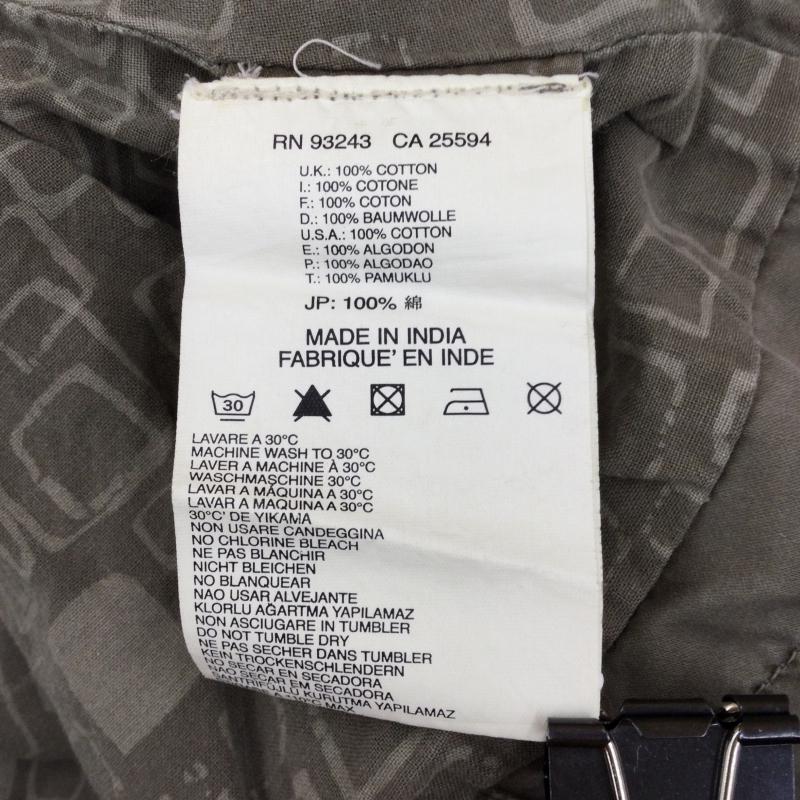 RN 93243 CA 25594
U.K.: 100% COTTON
I.: 100% COTONE
F.: 100% COTON
D.: 100% BAUMWOLLE
U.S.A.: 100% COTTON
E.: 100% ALGODON
P.: 100% ALGODAO
T.: 100% PAMUKLU
JP: 100% 綿
MADE IN INDIA
FABRIQUE' EN INDE
30
LAVARE A 30°C
MACHINE WASH TO 30°C
LAVER A MACHINE À 30°C
WASCHMASCHINE 30°C
LAVAR A MÁQUINA A 30°C
LAVAR A MAQUINA A 30°C
30°C' DE YIKAMA
NON USARE CANDEGGINA
NO CHLORINE BLEACH
NE PAS BLANCHIR
NICHT BLEICHEN
NO BLANQUEAR
NAO USAR ALVEJANTE
KLORLU AĞARTMA YAPILAMAZ
NON ASCIUGARE IN TUMBLER
DO NOT TUMBLE DRY
NE PAS SECHER DANS TUMBLER
KEIN TROCKENSCHLENDERN
NO SECAR EN SECADORA
NAO SECAR EM SECADORA
SANTRIFÜJLÜ KURUTMA YAPILAMAZ
MAX